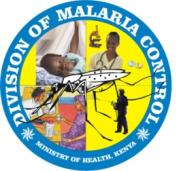 DIVISION OF MALARIA CONTROL
MINISTRY OF HEALTH, KENYA